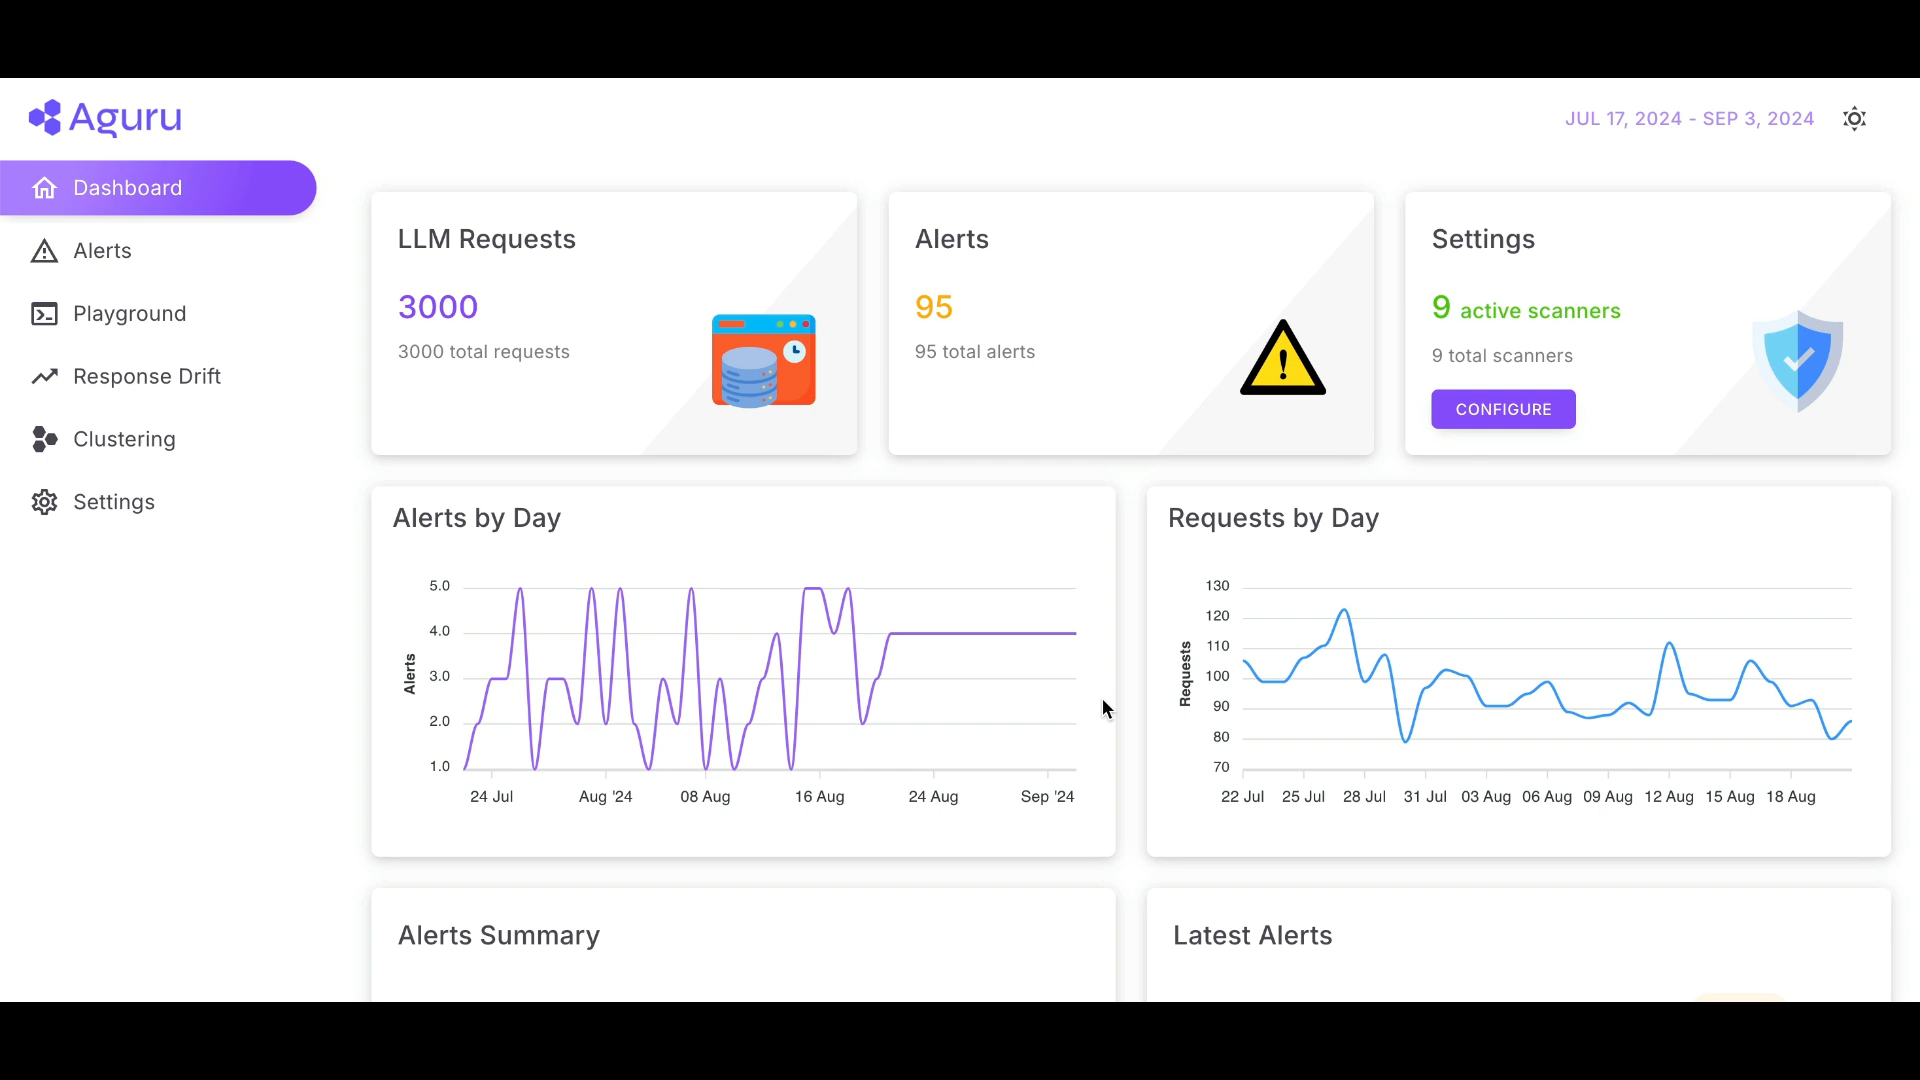 Aguru
JUL 17, 2024 - SEP 3, 2024
Dashboard
Alerts
Playground
Response Drift
Clustering
Settings
LLM Requests
3000
3000 total requests
Alerts
95
95 total alerts
Settings
9 active scanners
9 total scanners
CONFIGURE
Alerts by Day
5.0
4.0
3.0
2.0
1.0
Alerts
24 Jul Aug '24 08 Aug 16 Aug 24 Aug Sep '24
Requests by Day
130
120
110
100
90
80
70
Requests
22 Jul 25 Jul 28 Jul 31 Jul 03 Aug 06 Aug 09 Aug 12 Aug 15 Aug 18 Aug
Alerts Summary
Latest Alerts